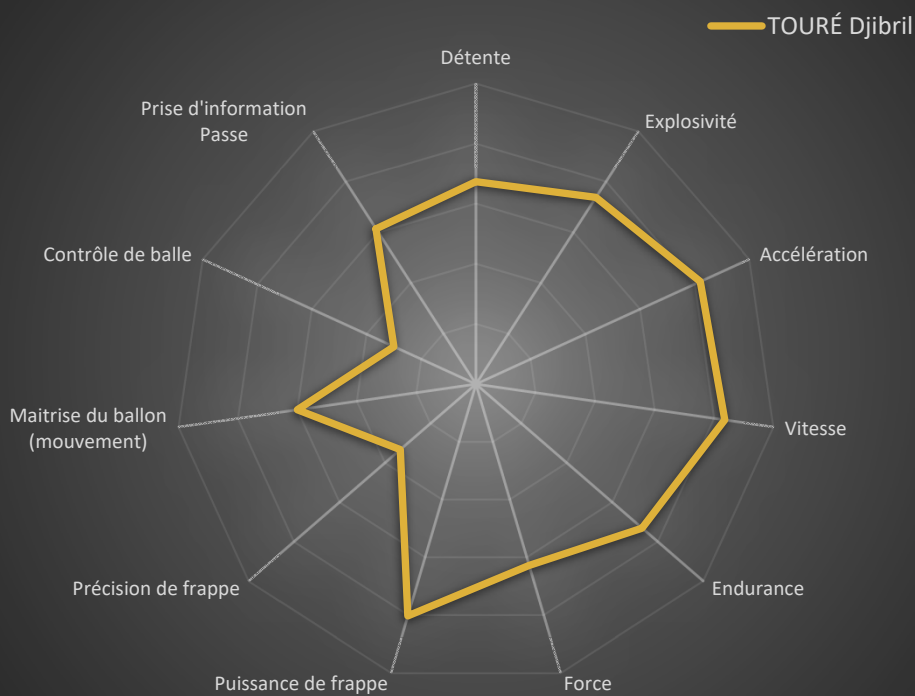 TOURÉ Djibril
Détente
Explosivité
Accélération
Vitesse
Endurance
Force
Puissance de frappe
Précision de frappe
Maitrise du ballon
(mouvement)
Contrôle de balle
Prise d'information
Passe